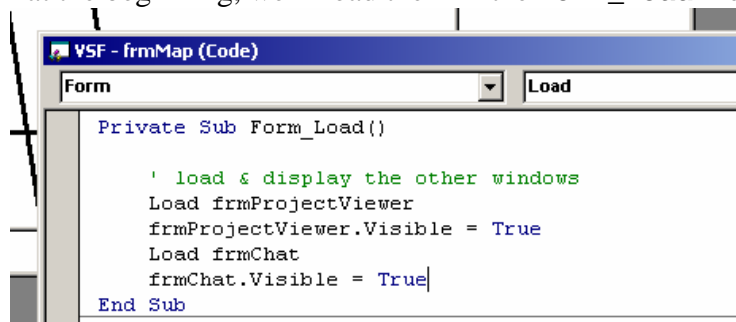 VSF - frmMap (Code)
Form Load
Private Sub Form_Load()
' load & display the other windows
Load frmProjectViewer
frmProjectViewer.Visible = True
Load frmChat
frmChat.Visible = True
End Sub